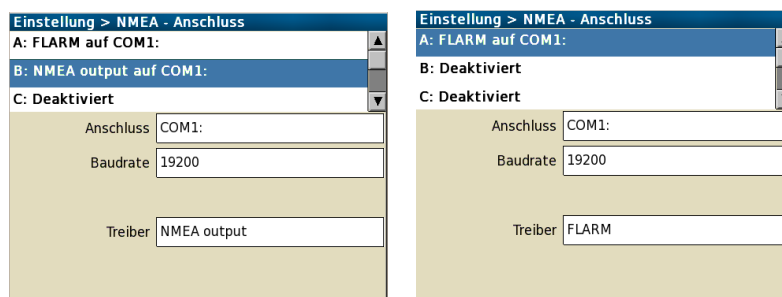 Einstellung > NMEA - Anschluss
A: FLARM auf COM1:
B: NMEA output auf COM1:
C: Deaktiviert
Anschluss COM1:
Baudrate 19200
Treiber NMEA output
Einstellung > NMEA - Anschluss
A: FLARM auf COM1:
B: Deaktiviert
C: Deaktiviert
Anschluss COM1:
Baudrate 19200
Treiber FLARM